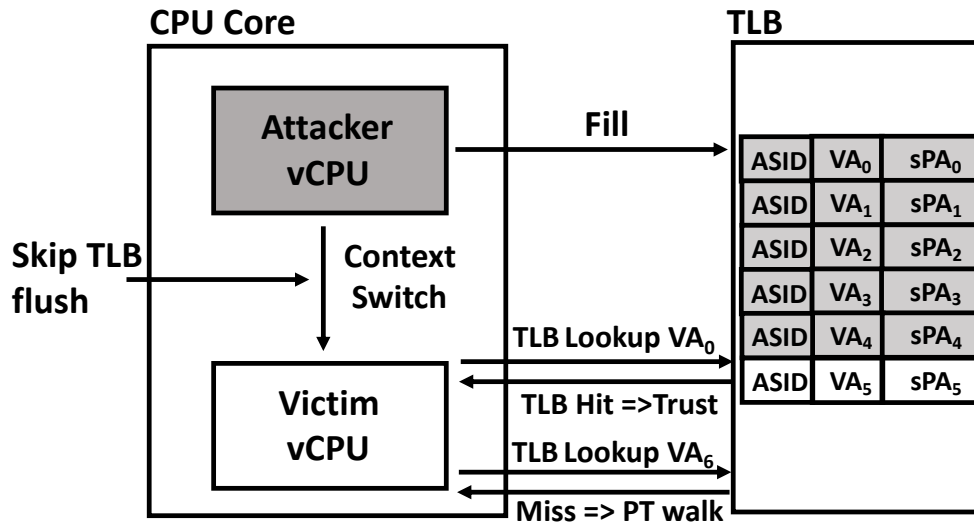 CPU Core
TLB
Attacker
vCPU
Fill
Skip TLB
flush
Context
Switch
ASID VA₀ sPA₀
ASID VA₁ sPA₁
ASID VA₂ sPA₂
ASID VA₃ sPA₃
ASID VA₄ sPA₄
ASID VA₅ sPA₅
Victim
vCPU
TLB Lookup VA₀
TLB Hit =>Trust
TLB Lookup VA₆
Miss => PT walk